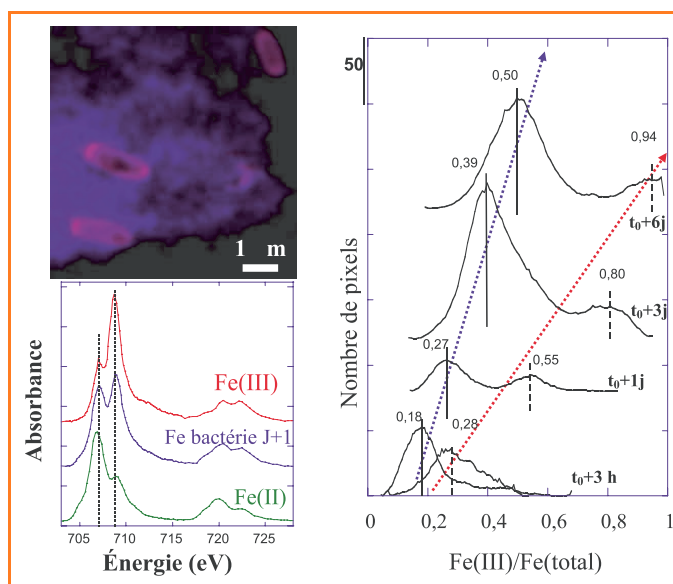 1 m
Absorbance
Fe(III)
Fe bactérie J+1
Fe(II)
705 710 715 720 725
Énergie (eV)
50
Nombre de pixels
0,50
0,94
t₀+6j
0,39
0,80
t₀+3j
0,27
0,55
t₀+1j
0,18
0,28
t₀+3 h
0 0,2 0,4 0,6 0,8 1
Fe(III)/Fe(total)